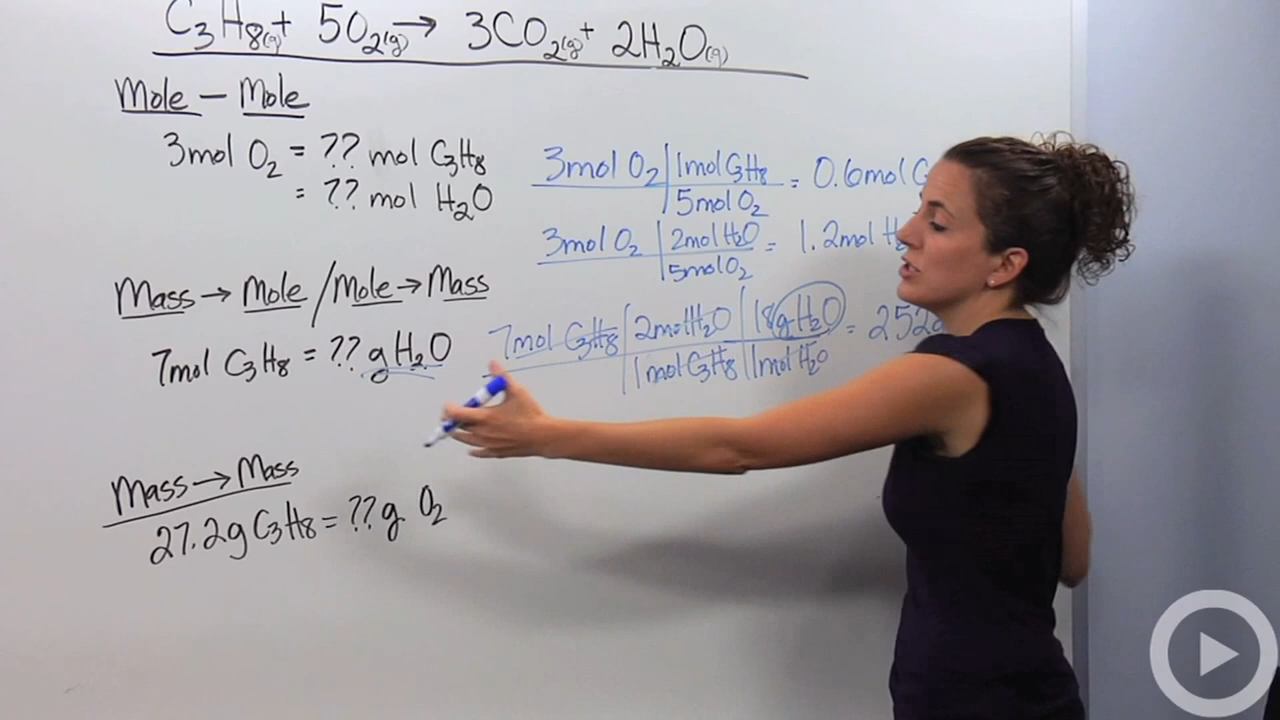 C₃H₈(g) + 5O₂(g) → 3CO₂(g) + 2H₂O(g)
Mole – Mole
3mol O₂ = ?? mol C₃H₈
= ?? mol H₂O
3mol O₂ | 1mol C₃H₈ = 0.6mol C
5mol O₂
3mol O₂ | 2mol H₂O = 1.2mol H
5mol O₂
Mass → Mole / Mole → Mass
7mol C₃H₈ = ?? g H₂O
7mol C₃H₈ | 2mol H₂O | 18g H₂O = 252g
1mol C₃H₈ | 1mol H₂O
Mass → Mass
27.2g C₃H₈ = ?? g O₂